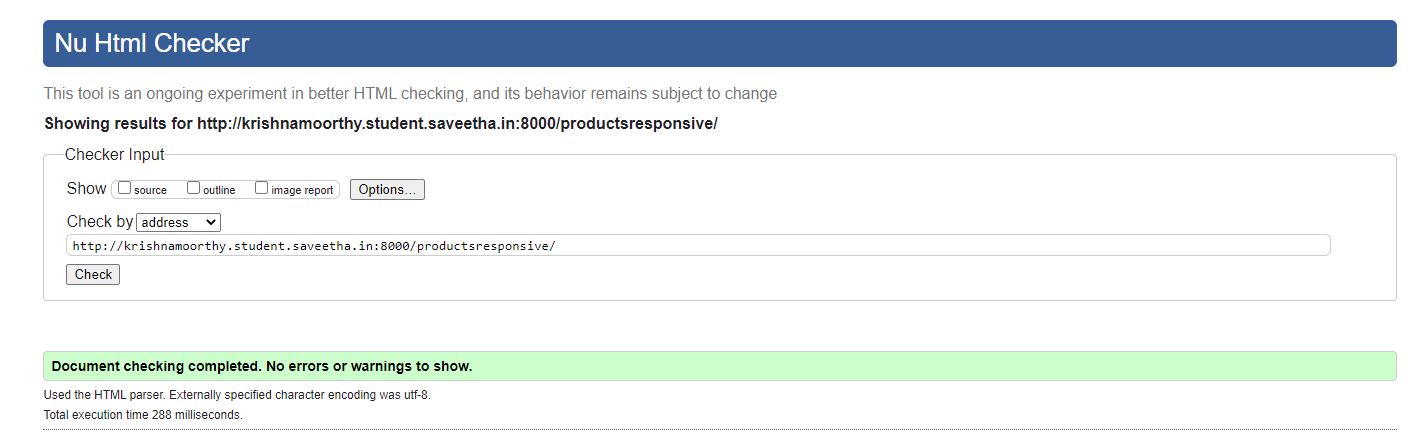 Nu Html Checker
This tool is an ongoing experiment in better HTML checking, and its behavior remains subject to change
Showing results for http://krishnamoorthy.student.saveetha.in:8000/productsresponsive/
Checker Input
Show source outline image report Options...
Check by address
http://krishnamoorthy.student.saveetha.in:8000/productsresponsive/
Check
Document checking completed. No errors or warnings to show.
Used the HTML parser. Externally specified character encoding was utf-8.
Total execution time 288 milliseconds.